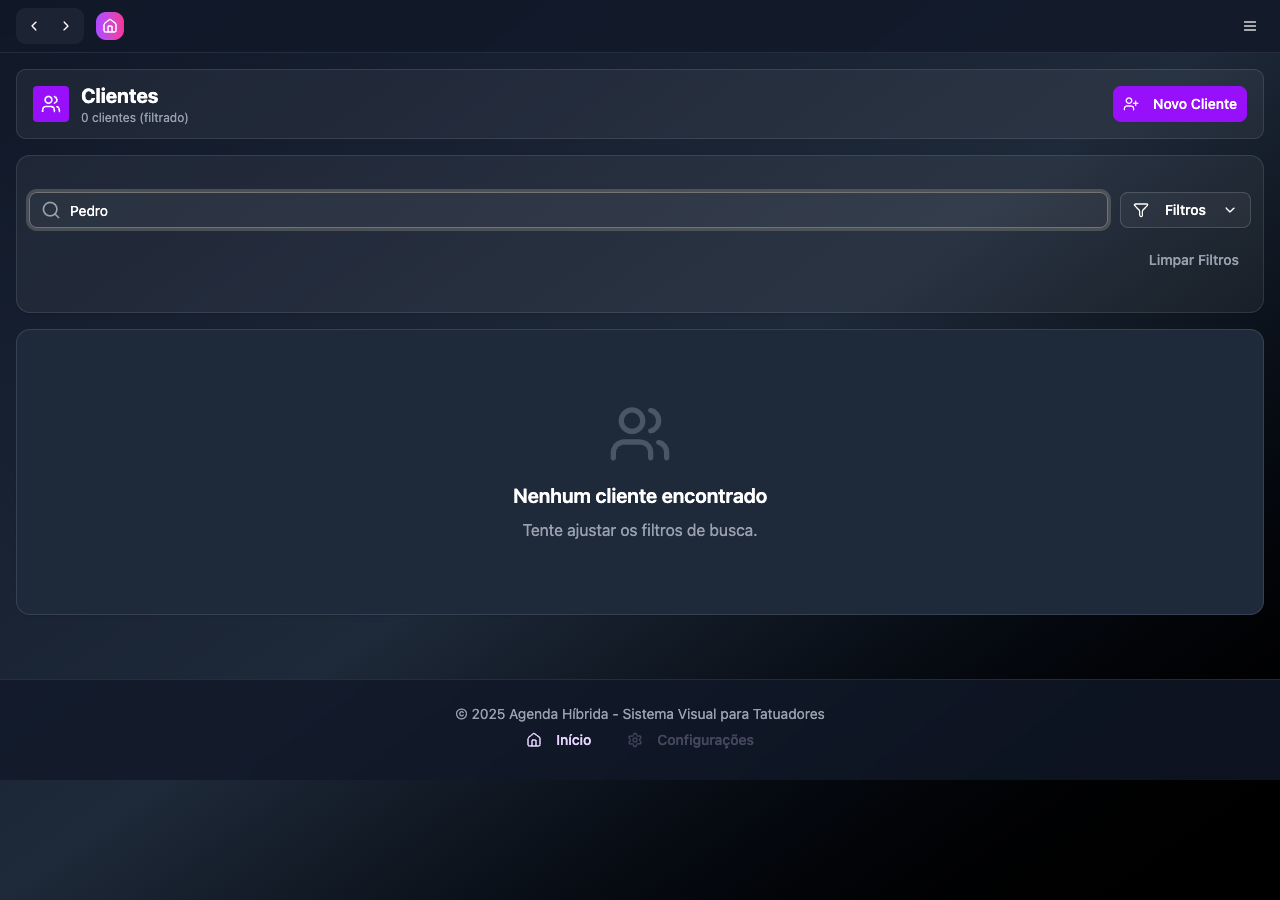 Clientes
0 clientes (filtrado)
Novo Cliente
Pedro
Filtros
Limpar Filtros
Nenhum cliente encontrado
Tente ajustar os filtros de busca.
© 2025 Agenda Híbrida - Sistema Visual para Tatuadores
Início
Configurações